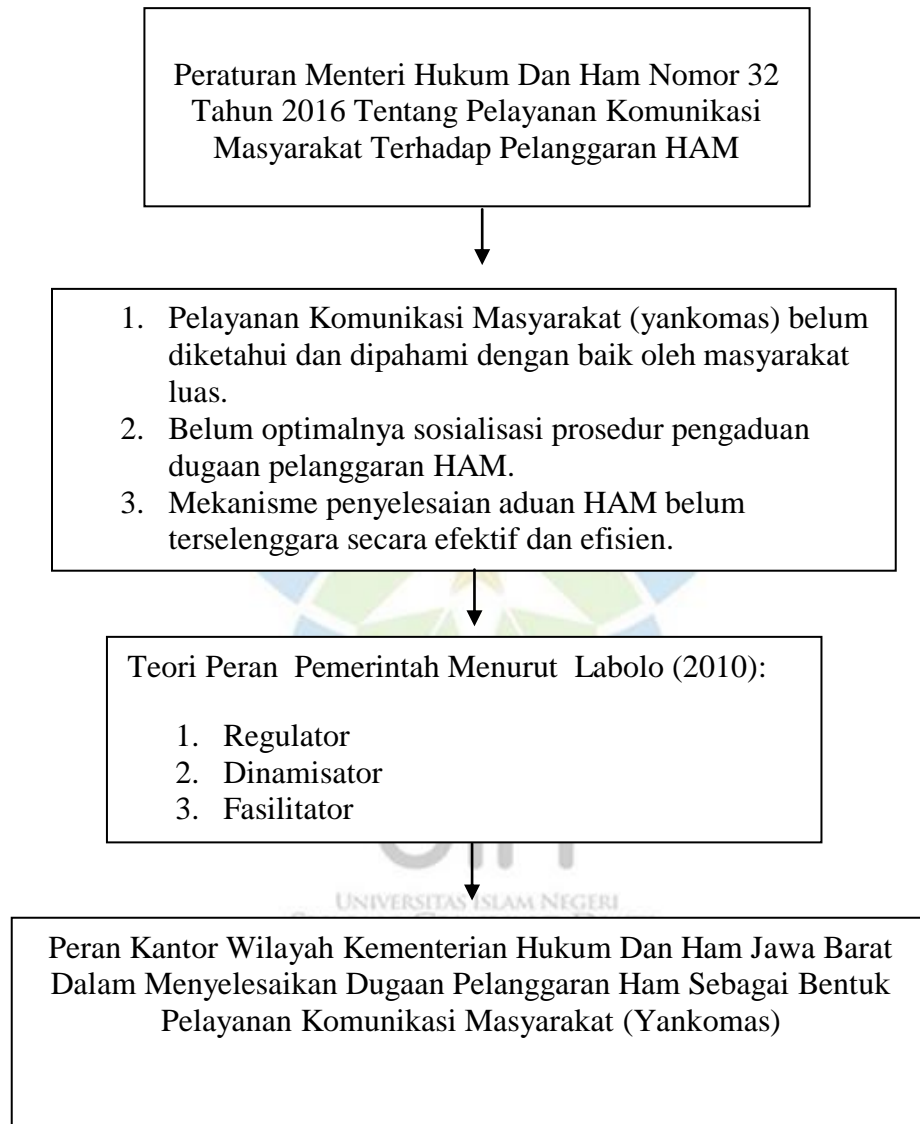 Peraturan Menteri Hukum Dan Ham Nomor 32
Tahun 2016 Tentang Pelayanan Komunikasi
Masyarakat Terhadap Pelanggaran HAM
1. Pelayanan Komunikasi Masyarakat (yankomas) belum
diketahui dan dipahami dengan baik oleh masyarakat
luas.
2. Belum optimalnya sosialisasi prosedur pengaduan
dugaan pelanggaran HAM.
3. Mekanisme penyelesaian aduan HAM belum
terselenggara secara efektif dan efisien.
Teori Peran Pemerintah Menurut Labolo (2010):
1. Regulator
2. Dinamisator
3. Fasilitator
UNIVERSITAS ISLAM NEGERI
Peran Kantor Wilayah Kementerian Hukum Dan Ham Jawa Barat
Dalam Menyelesaikan Dugaan Pelanggaran Ham Sebagai Bentuk
Pelayanan Komunikasi Masyarakat (Yankomas)